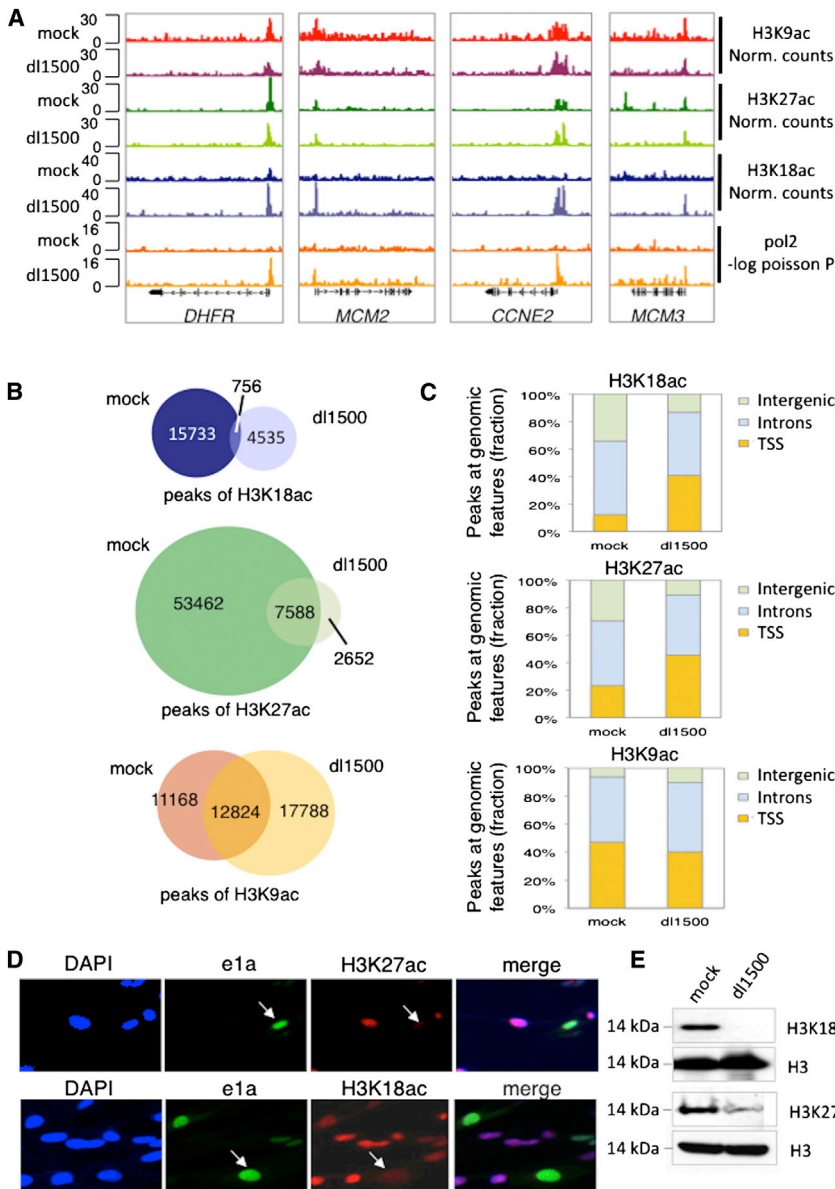 A
mock
30
0
H3K9ac
Norm. counts
dl1500
30
0
mock
30
0
H3K27ac
Norm. counts
dl1500
30
0
mock
40
0
H3K18ac
Norm. counts
dl1500
40
0
mock
16
0
pol2
-log poisson P
dl1500
16
0
DHFR
MCM2
CCNE2
MCM3
B
mock
756
dl1500
15733
4535
peaks of H3K18ac
mock
dl1500
53462
7588
2652
peaks of H3K27ac
mock
dl1500
11168
12824
17788
peaks of H3K9ac
C
H3K18ac
Peaks at genomic
features (fraction)
100%
80%
60%
40%
20%
0%
mock
dl1500
Intergenic
Introns
TSS
H3K27ac
Peaks at genomic
features (fraction)
100%
80%
60%
40%
20%
0%
mock
dl1500
Intergenic
Introns
TSS
H3K9ac
Peaks at genomic
features (fraction)
100%
80%
60%
40%
20%
0%
mock
dl1500
Intergenic
Introns
TSS
D
DAPI
e1a
H3K27ac
merge
DAPI
e1a
H3K18ac
merge
E
mock
dl1500
14 kDa
H3K18
14 kDa
H3
14 kDa
H3K27
14 kDa
H3